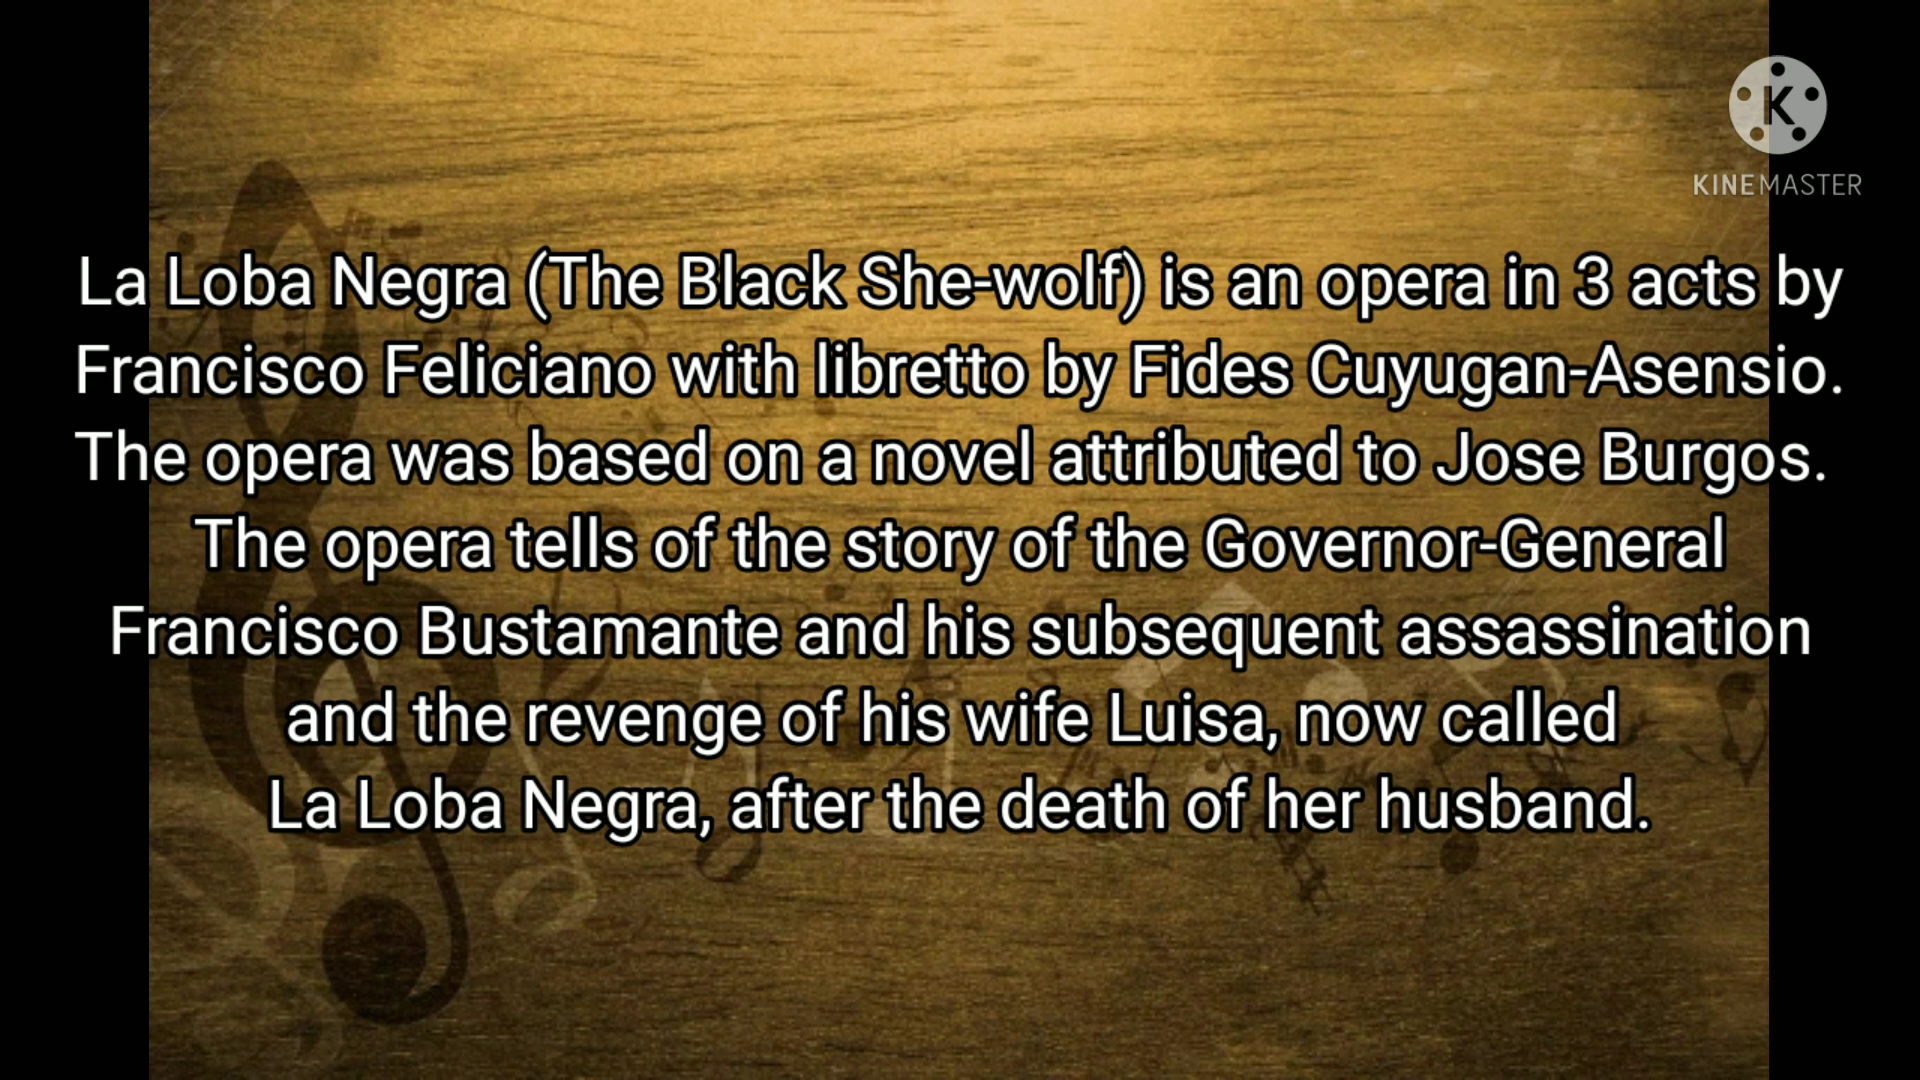 K
KINEMASTER
La Loba Negra (The Black She-wolf) is an opera in 3 acts by
Francisco Feliciano with libretto by Fides Cuyugan-Asensio.
The opera was based on a novel attributed to Jose Burgos.
The opera tells of the story of the Governor-General
Francisco Bustamante and his subsequent assassination
and the revenge of his wife Luisa, now called
La Loba Negra, after the death of her husband.